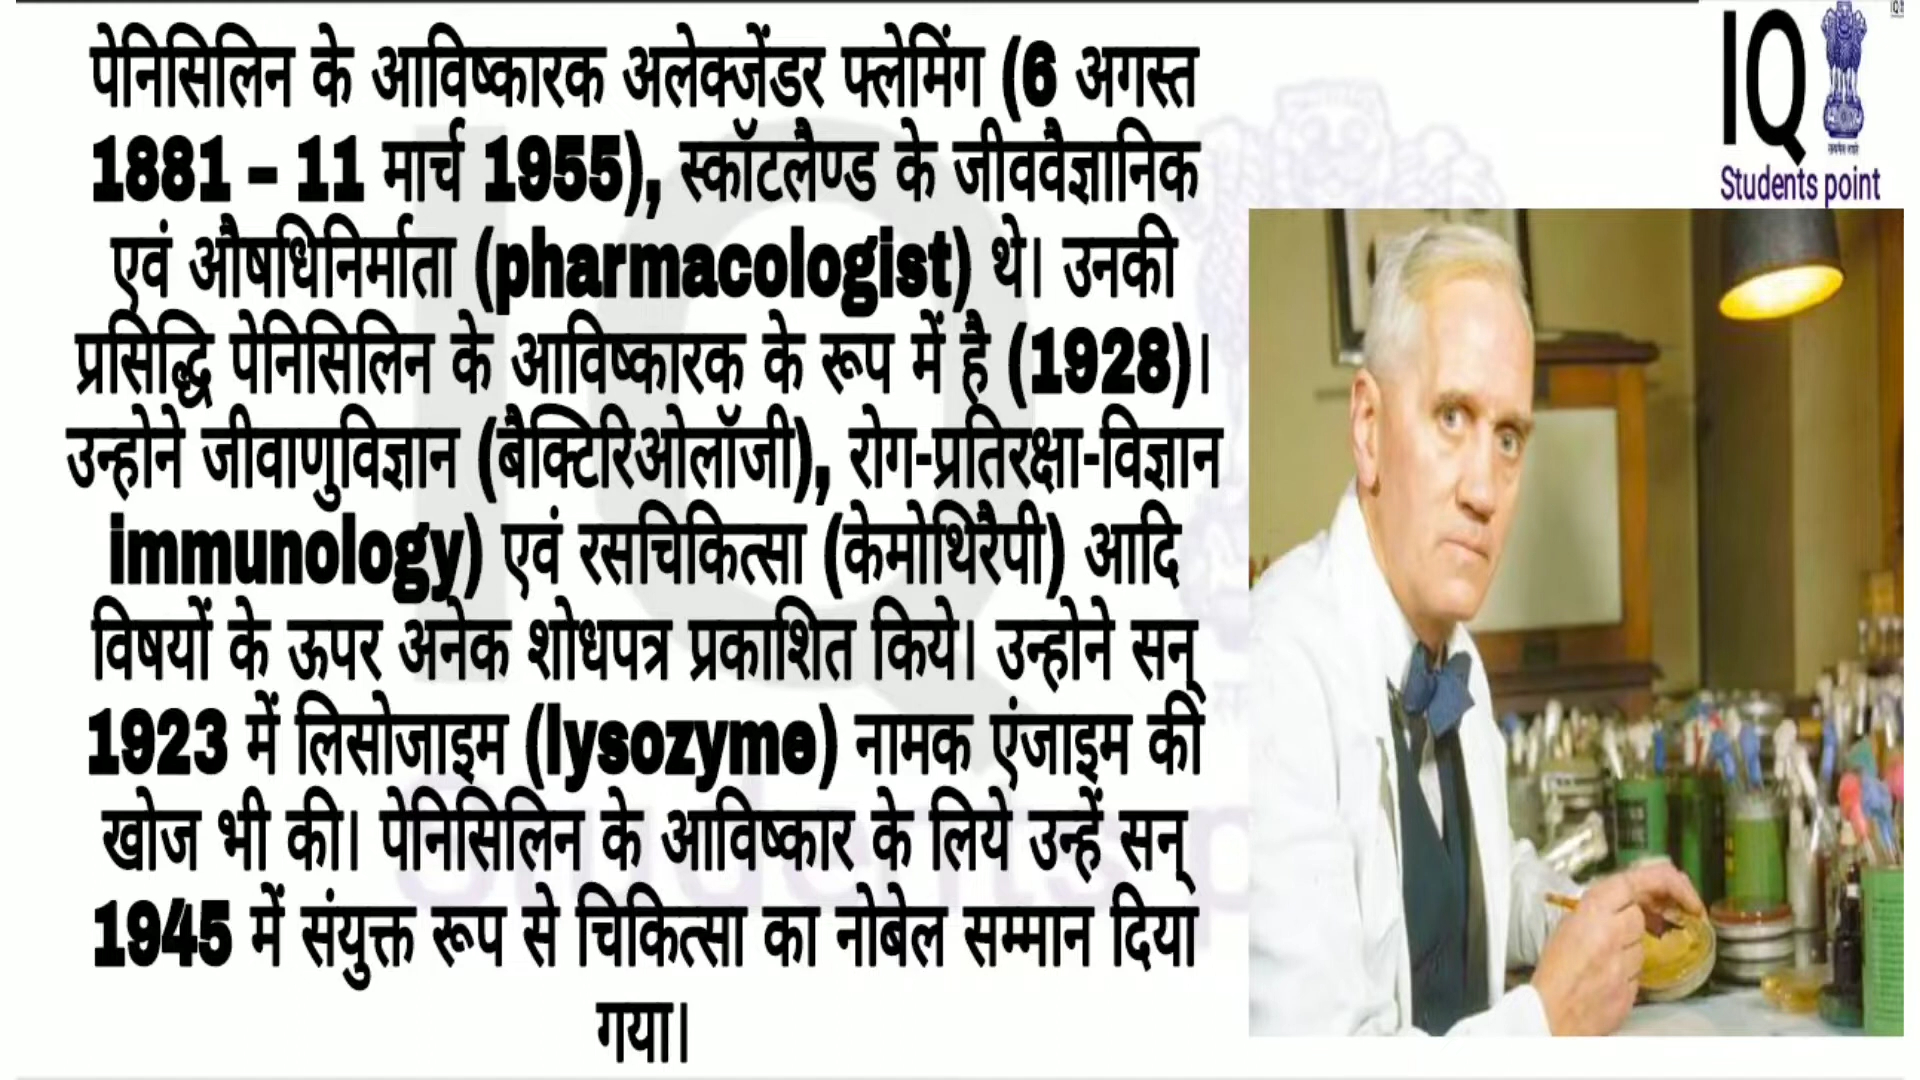 पेनिसिलिन के आविष्कारक अलेक्जेंडर फ्लेमिंग (6 अगस्त
1881 – 11 मार्च 1955), स्कॉटलैण्ड के जीववैज्ञानिक
एवं औषधिनिर्माता (pharmacologist) थे। उनकी
प्रसिद्धि पेनिसिलिन के आविष्कारक के रूप में है (1928)।
उन्होने जीवाणुविज्ञान (बैक्टिरिओलॉजी), रोग-प्रतिरक्षा-विज्ञान
immunology) एवं रसचिकित्सा (केमोथिरैपी) आदि
विषयों के ऊपर अनेक शोधपत्र प्रकाशित किये। उन्होने सन्
1923 में लिसोजाइम (lysozyme) नामक एंजाइम की
खोज भी की। पेनिसिलिन के आविष्कार के लिये उन्हें सन्
1945 में संयुक्त रूप से चिकित्सा का नोबेल सम्मान दिया
गया।
IQ
Students point